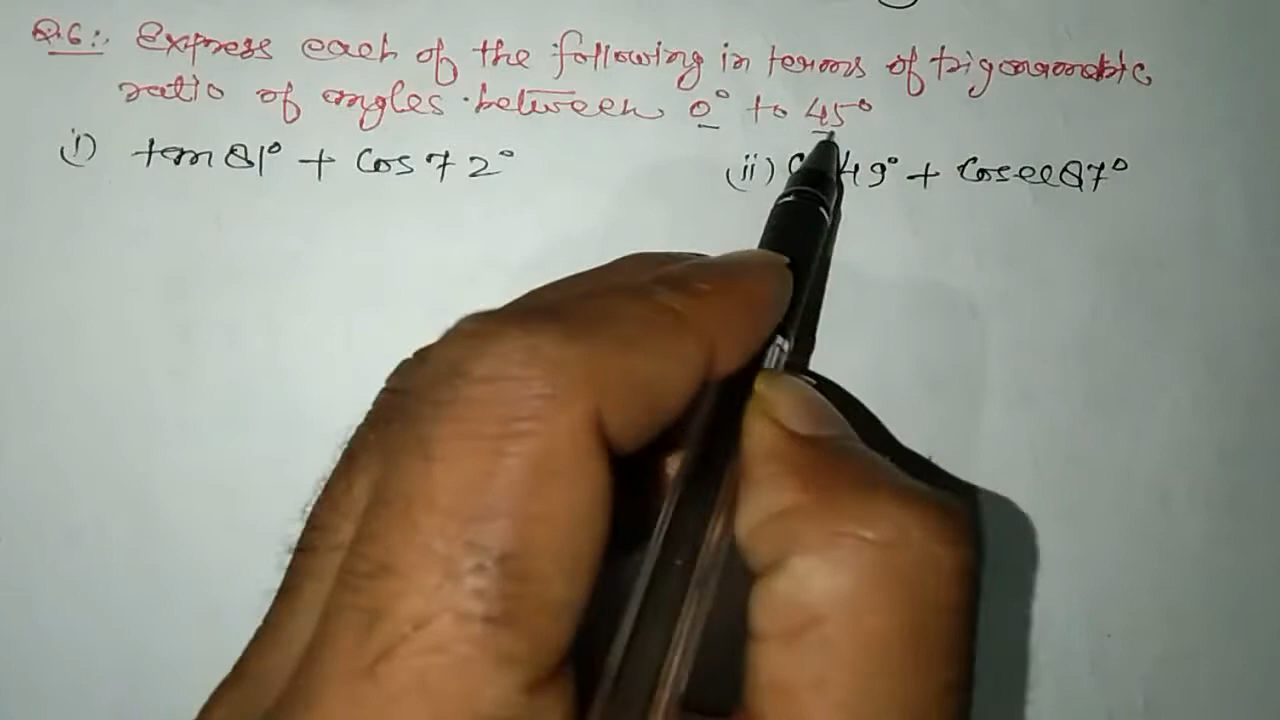 Q.6:. Express each of the following in terms of trigonometric
ratio of angles between 0° to 45°
i) tan 81° + Cos 72°
(ii) 49° + Cosec 87°